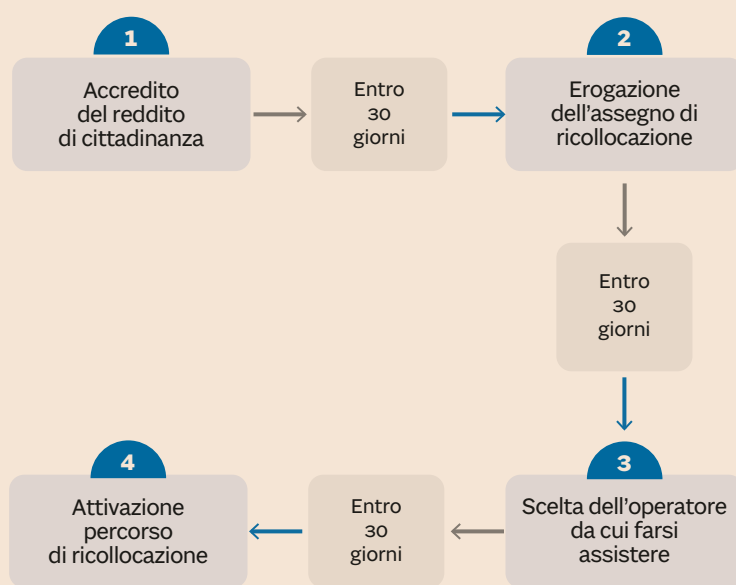 1
Accredito
del reddito
di cittadinanza
Entro
30
giorni
2
Erogazione
dell'assegno di
ricollocazione
Entro
30
giorni
3
Scelta dell'operatore
da cui farsi
assistere
Entro
30
giorni
4
Attivazione
percorso
di ricollocazione